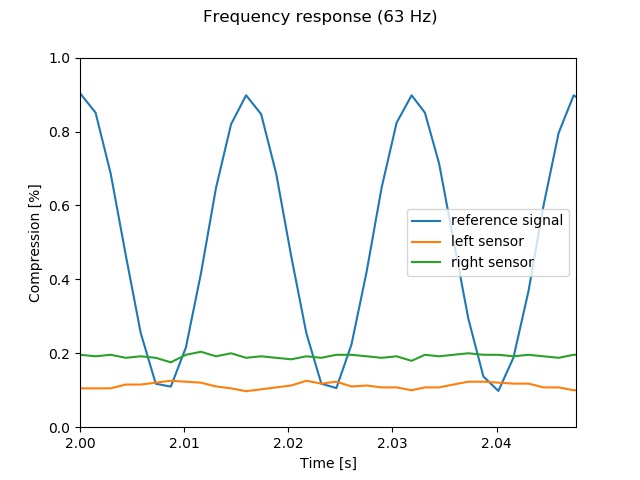 Frequency response (63 Hz)
1.0
0.8
0.6
0.4
0.2
0.0
Compression [%]
reference signal
left sensor
right sensor
2.00 2.01 2.02 2.03 2.04
Time [s]